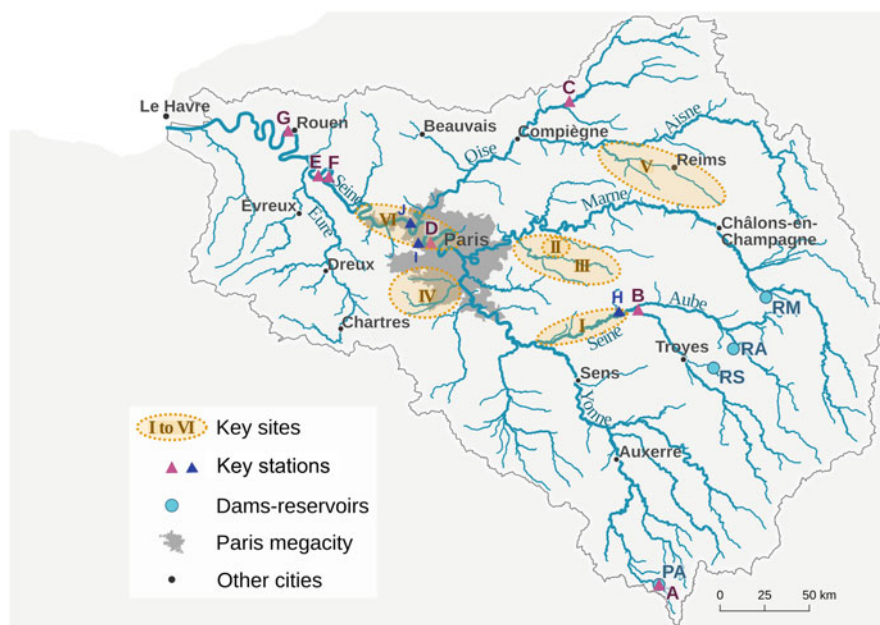 C
Le Havre
G
Rouen
Beauvais
Compiègne
Aisne
Oise
E
F
Seine
V
Reims
Évreux
Eure
VI
J
D
Paris
I
Marne
Châlons-en-
Champagne
II
III
Dreux
IV
H
B
Aube
RM
Chartres
I
Seine
Troyes
RA
RS
Sens
Yonne
I to VI
Key sites
Key stations
Auxerre
Dams-reservoirs
Paris megacity
Other cities
PA
A
0 25 50 km